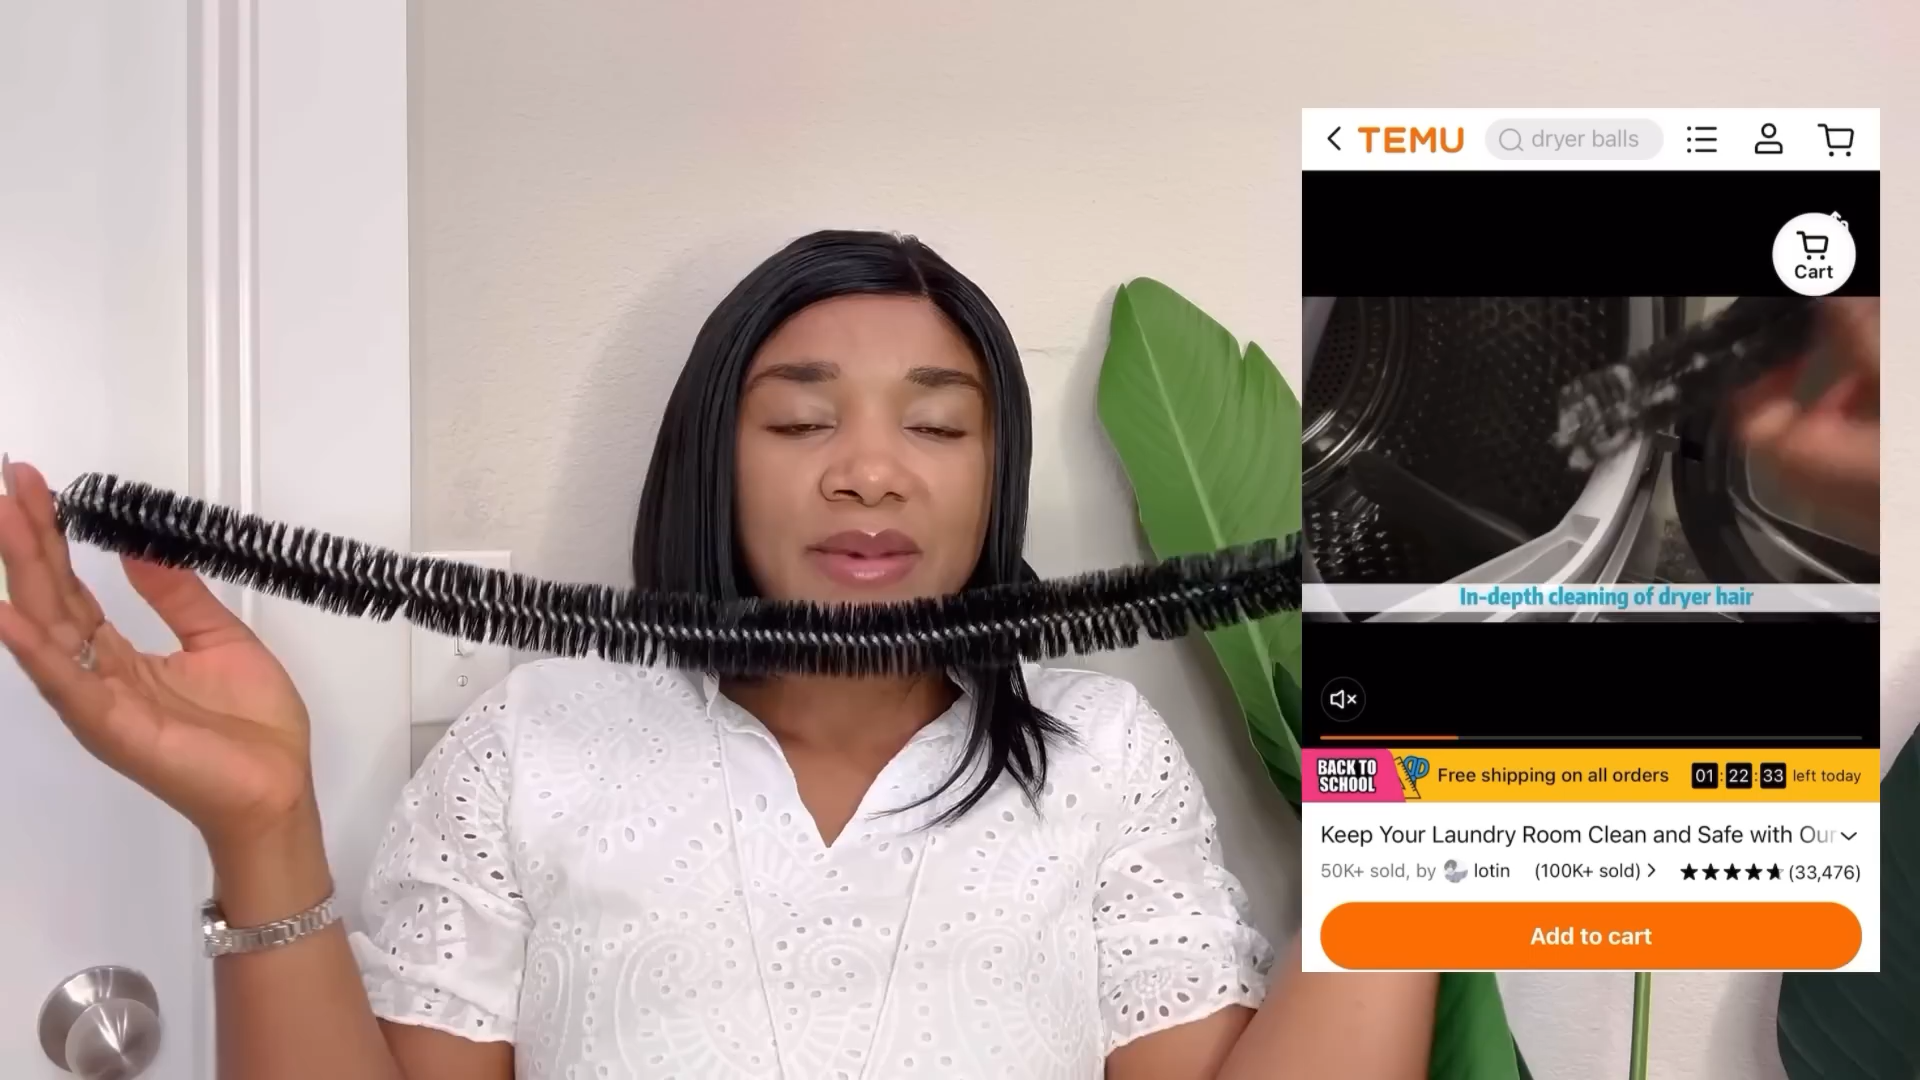 TEMU
dryer balls
Cart
In-depth cleaning of dryer hair
BACK TO
SCHOOL
Free shipping on all orders 01:22:33 left today
Keep Your Laundry Room Clean and Safe with Our
50K+ sold, by lotin (100K+ sold) (33,476)
Add to cart